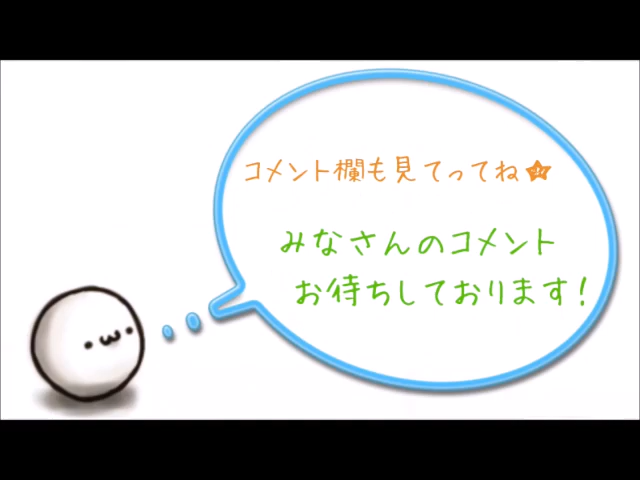 コメント欄も見てってね★
みなさんのコメント
お待ちしております!